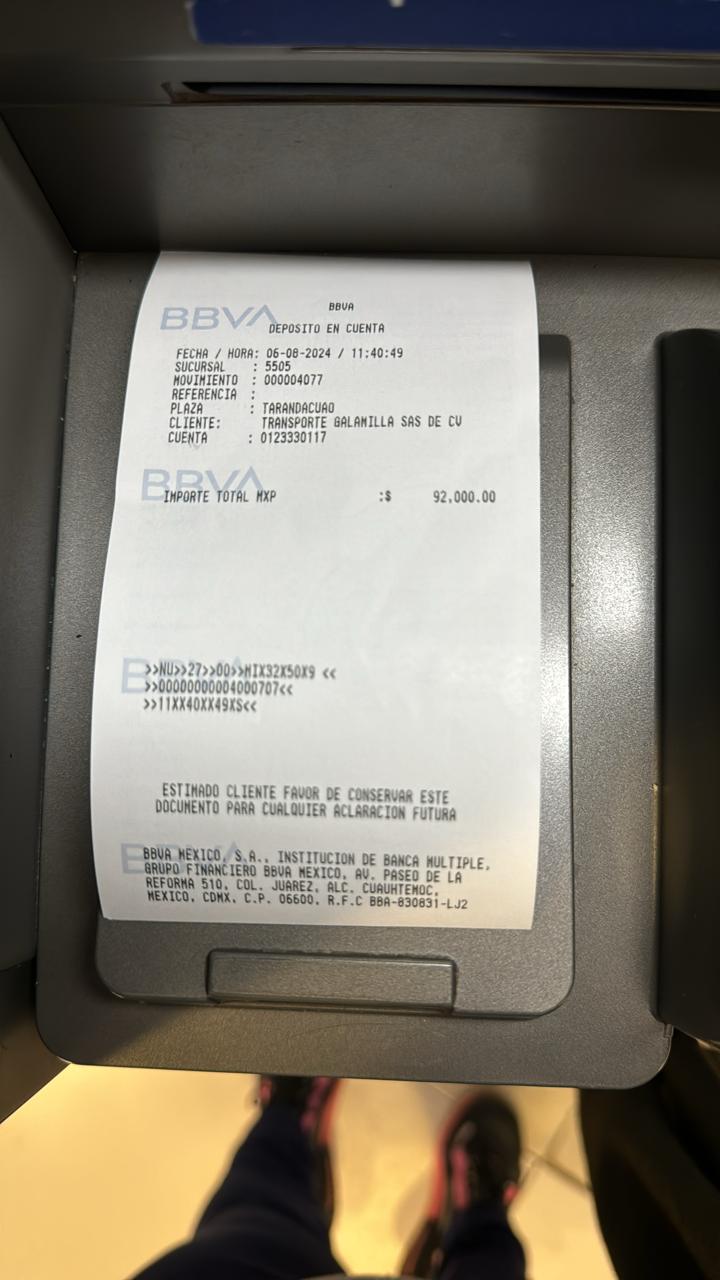 BBVA
BBVA
DEPOSITO EN CUENTA
FECHA / HORA: 06-08-2024 / 11:40:49
SUCURSAL : 5505
MOVIMIENTO : 000004077
REFERENCIA :
PLAZA : TARANDACUAO
CLIENTE: TRANSPORTE GALAMILLA SAS DE CV
CUENTA : 0123330117
BBVA
IMPORTE TOTAL MXP :$ 92,000.00
BBVA
>>NU>>27>>00>>MIX32X50X9 <<
>>00000000004000707<<
>>11XX40XX49XS<<
ESTIMADO CLIENTE FAVOR DE CONSERVAR ESTE
DOCUMENTO PARA CUALQUIER ACLARACION FUTURA
BBVA
BBVA MEXICO, S.A., INSTITUCION DE BANCA MULTIPLE,
GRUPO FINANCIERO BBVA MEXICO, AV. PASEO DE LA
REFORMA 510, COL. JUAREZ, ALC. CUAUHTEMOC,
MEXICO, CDMX, C.P. 06600, R.F.C BBA-830831-LJ2